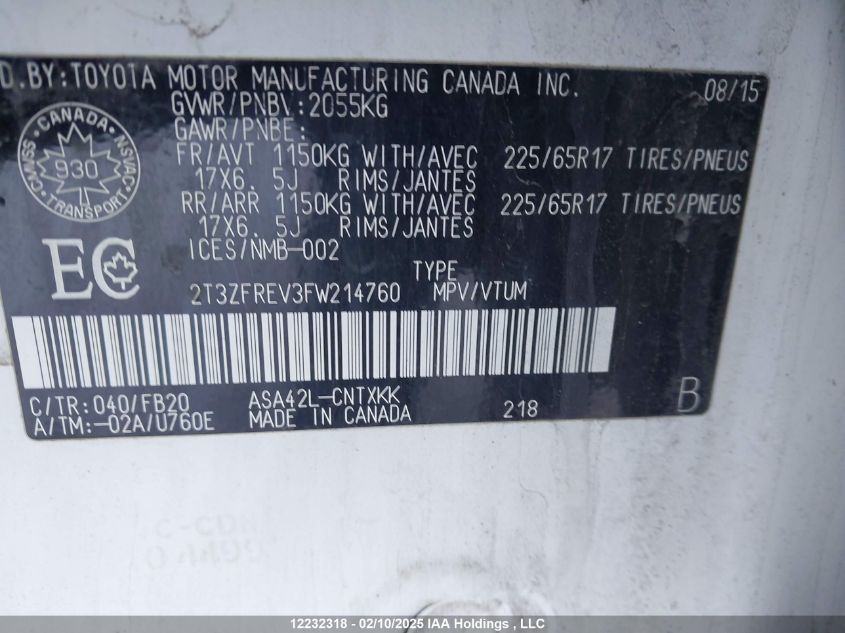 D.BY:TOYOTA MOTOR MANUFACTURING CANADA INC. 08/15
GVWR/PNBV:2055KG
GAWR/PNBE:
FR/AVT 1150KG WITH/AVEC 225/65R17 TIRES/PNEUS
17X6. 5J RIMS/JANTES
RR/ARR 1150KG WITH/AVEC 225/65R17 TIRES/PNEUS
17X6. 5J RIMS/JANTES
ICES/NMB-002
CANADA
CMVSS 930 NSVAC
TRANSPORT
EC
TYPE
2T3ZFREV3FW214760 MPV/VTUM
C/TR:040/FB20 ASA42L-CNTXKK
A/TM:-02A/U760E MADE IN CANADA 218 B
12232318 - 02/10/2025 IAA Holdings, LLC